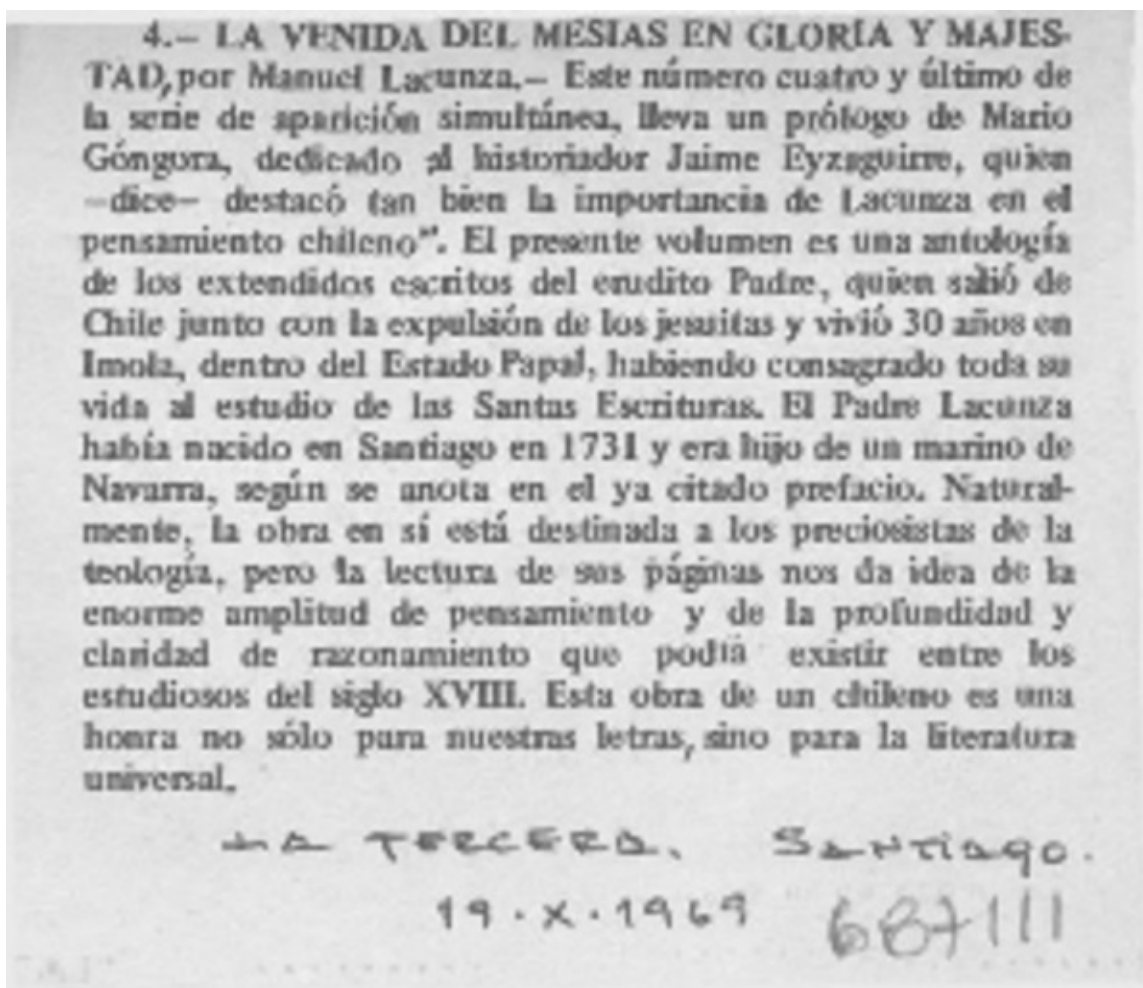 4.— LA VENIDA DEL MESIAS EN GLORIA Y MAJES-
TAD, por Manuel Lacunza.— Este número cuatro y último de
la serie de aparición simultánea, lleva un prólogo de Mario
Góngora, dedicado al historiador Jaime Eyzaguirre, quien
—dice— destacó tan bien la importancia de Lacunza en el
pensamiento chileno". El presente volumen es una antología
de los extendidos escritos del erudito Padre, quien salió de
Chile junto con la expulsión de los jesuitas y vivió 30 años en
Imola, dentro del Estado Papal, habiendo consagrado toda su
vida al estudio de las Santas Escrituras. El Padre Lacunza
había nacido en Santiago en 1731 y era hijo de un marino de
Navarra, según se anota en el ya citado prefacio. Natural-
mente, la obra en sí está destinada a los preciosistas de la
teología, pero la lectura de sus páginas nos da idea de la
enorme amplitud de pensamiento y de la profundidad y
claridad de razonamiento que podía existir entre los
estudiosos del siglo XVIII. Esta obra de un chileno es una
honra no sólo para nuestras letras, sino para la literatura
universal.
LA TERCERA. Santiago.
19.X.1969 687111